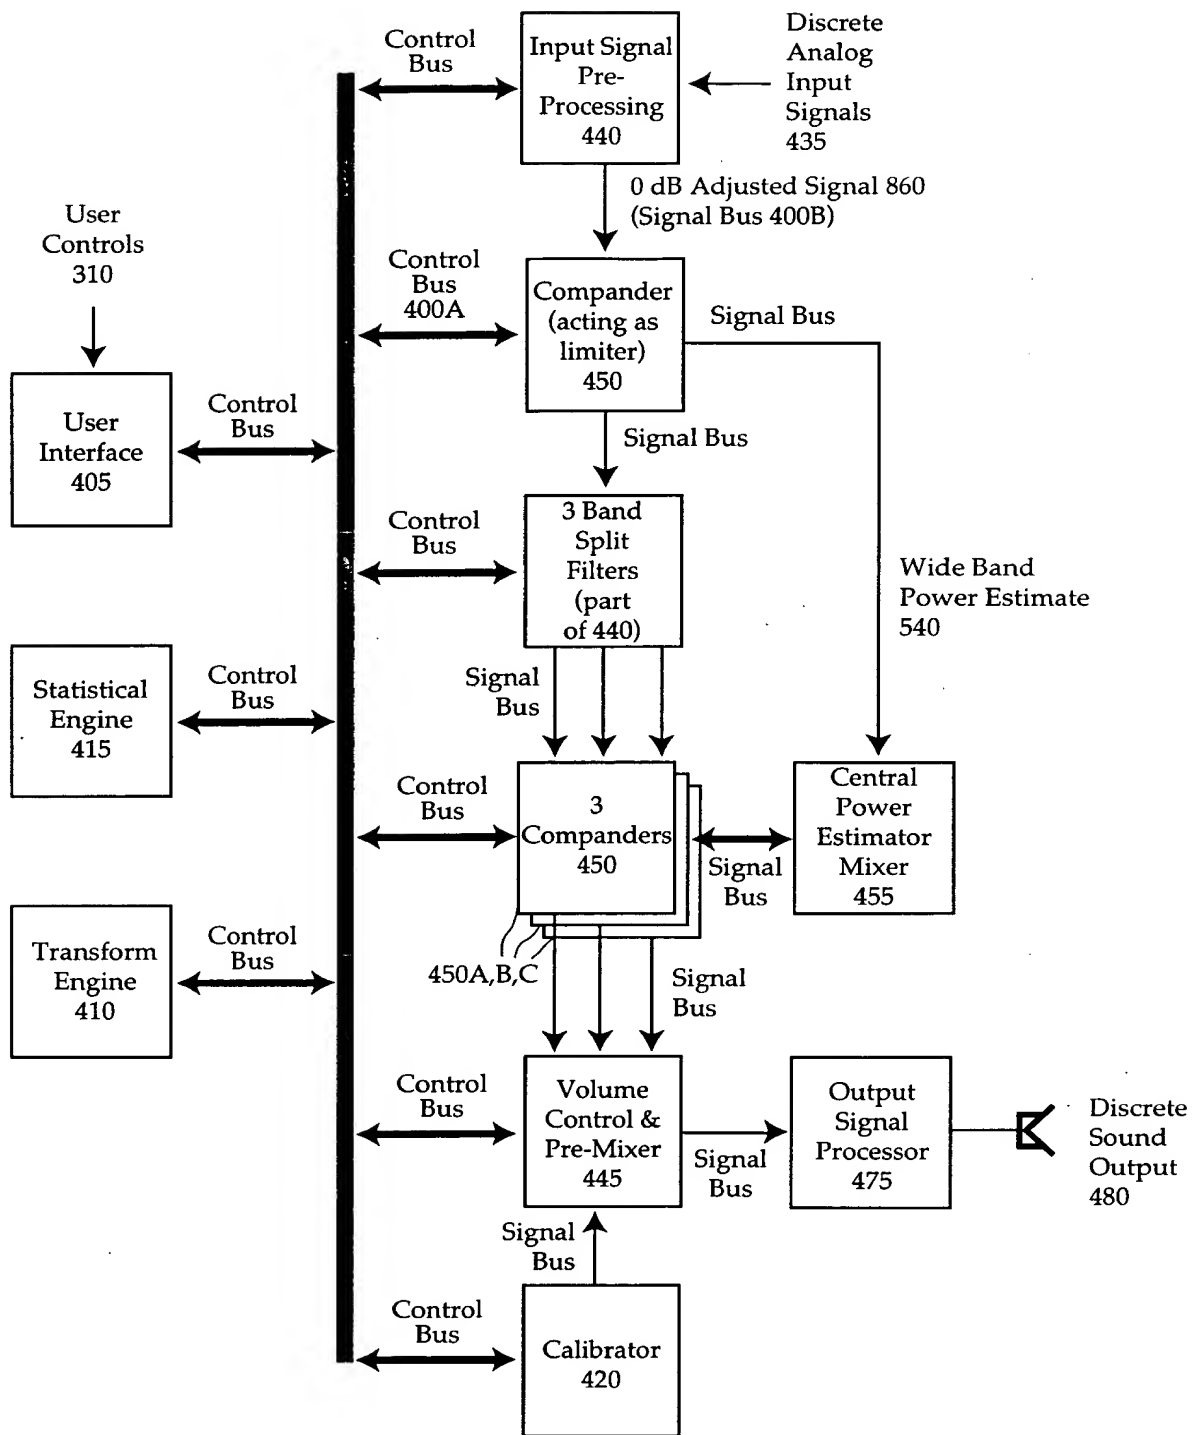 Control
Bus
Input Signal
Pre-
Processing
440
Discrete
Analog
Input
Signals
435
0 dB Adjusted Signal 860
(Signal Bus 400B)
User
Controls
310
Control
Bus
400A
Compander
(acting as
limiter)
450
Signal Bus
Signal Bus
User
Interface
405
Control
Bus
Control
Bus
3 Band
Split
Filters
(part
of 440)
Wide Band
Power Estimate
540
Signal
Bus
Statistical
Engine
415
Control
Bus
Control
Bus
3
Companders
450
Signal
Bus
Central
Power
Estimator
Mixer
455
450A,B,C
Signal
Bus
Transform
Engine
410
Control
Bus
Control
Bus
Volume
Control &
Pre-Mixer
445
Signal
Bus
Output
Signal
Processor
475
Discrete
Sound
Output
480
Signal
Bus
Control
Bus
Calibrator
420